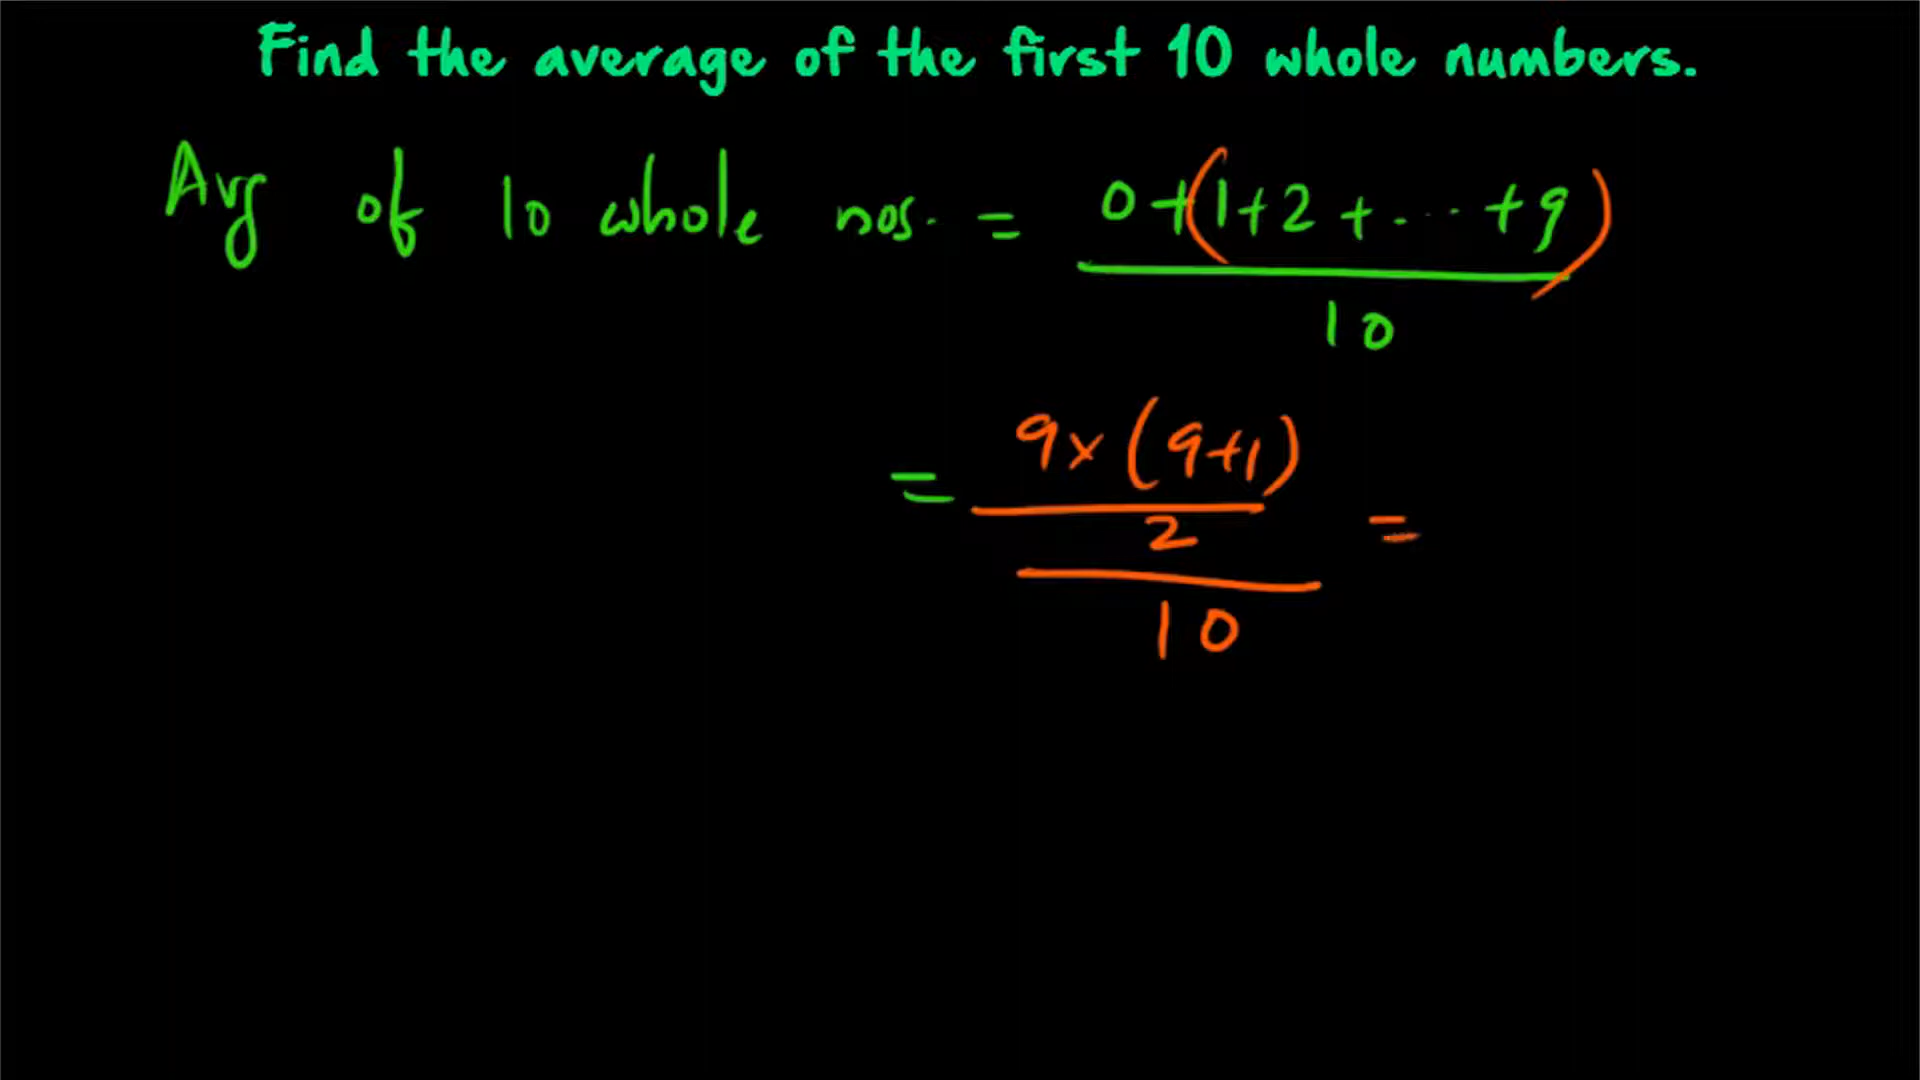 Find the average of the first 10 whole numbers.
Avg of 10 whole nos. = 0+(1+2+...+9)
10
= 9x(9+1) =
2
10